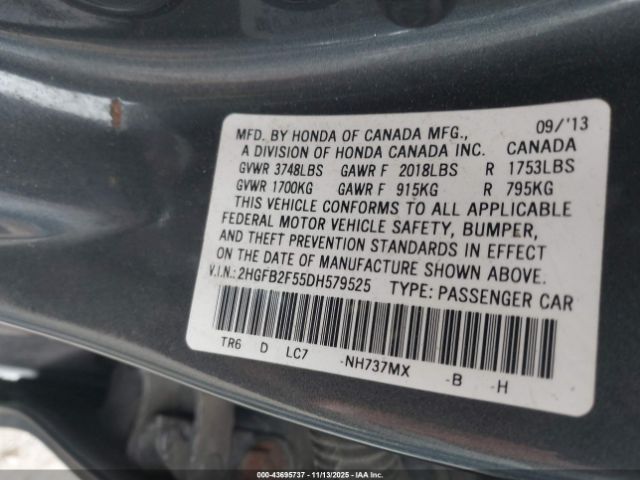 09/'13
MFD. BY HONDA OF CANADA MFG.,
A DIVISION OF HONDA CANADA INC. CANADA
GVWR 3748LBS GAWR F 2018LBS R 1753LBS
GVWR 1700KG GAWR F 915KG R 795KG
THIS VEHICLE CONFORMS TO ALL APPLICABLE
FEDERAL MOTOR VEHICLE SAFETY, BUMPER,
AND THEFT PREVENTION STANDARDS IN EFFECT
ON THE DATE OF MANUFACTURE SHOWN ABOVE.
V.I.N.: 2HGFB2F55DH579525 TYPE: PASSENGER CAR
TR6 D LC7 -NH737MX -B -H
000-43695737 - 11/13/2025 - IAAI.COM